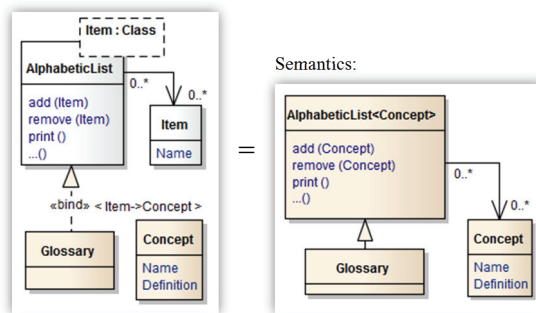 Item : Class
AlphabeticList
add (Item)
remove (Item)
print ()
...()
0..*
0..*
Item
Name
«bind» < Item->Concept >
Glossary
Concept
Name
Definition
=
Semantics:
AlphabeticList<Concept>
add (Concept)
remove (Concept)
print ()
...()
0..*
0..*
Glossary
Concept
Name
Definition